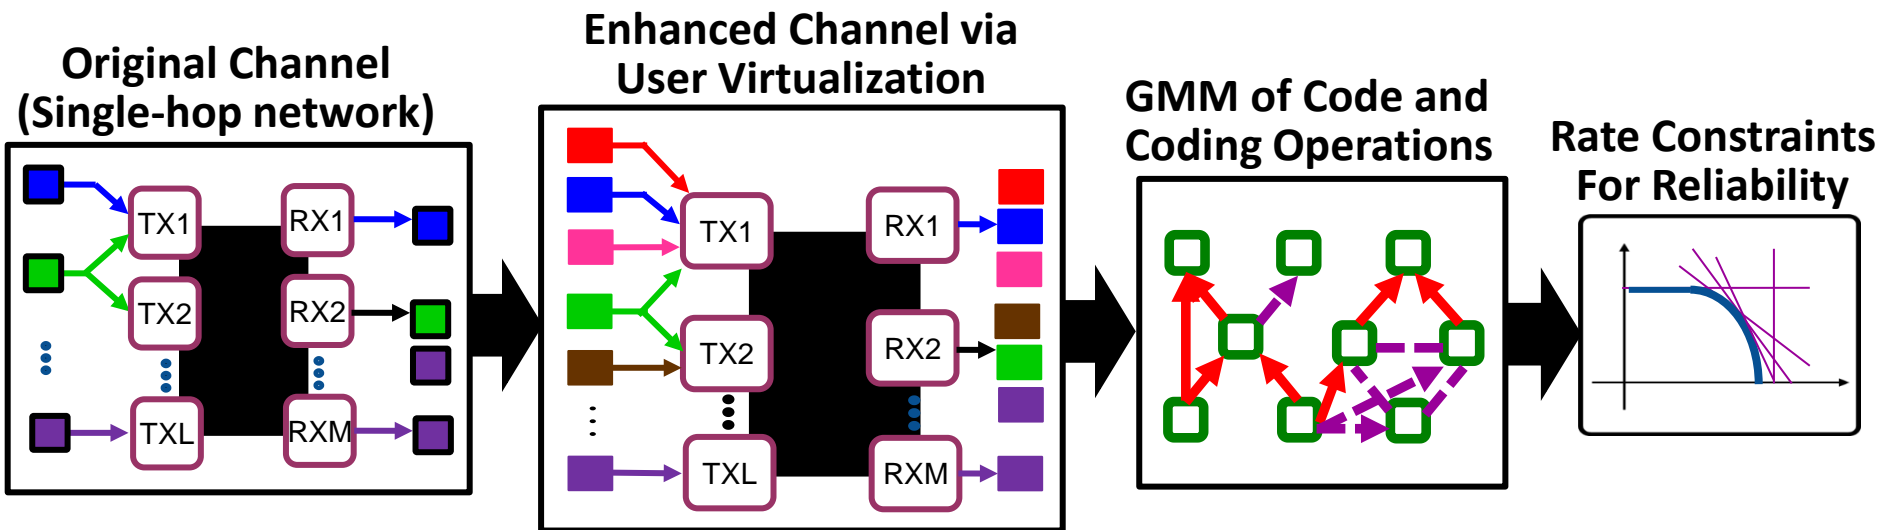 Original Channel
(Single-hop network)
TX1
TX2
TXL
RX1
RX2
RXM
Enhanced Channel via
User Virtualization
TX1
TX2
TXL
RX1
RX2
RXM
GMM of Code and
Coding Operations
Rate Constraints
For Reliability